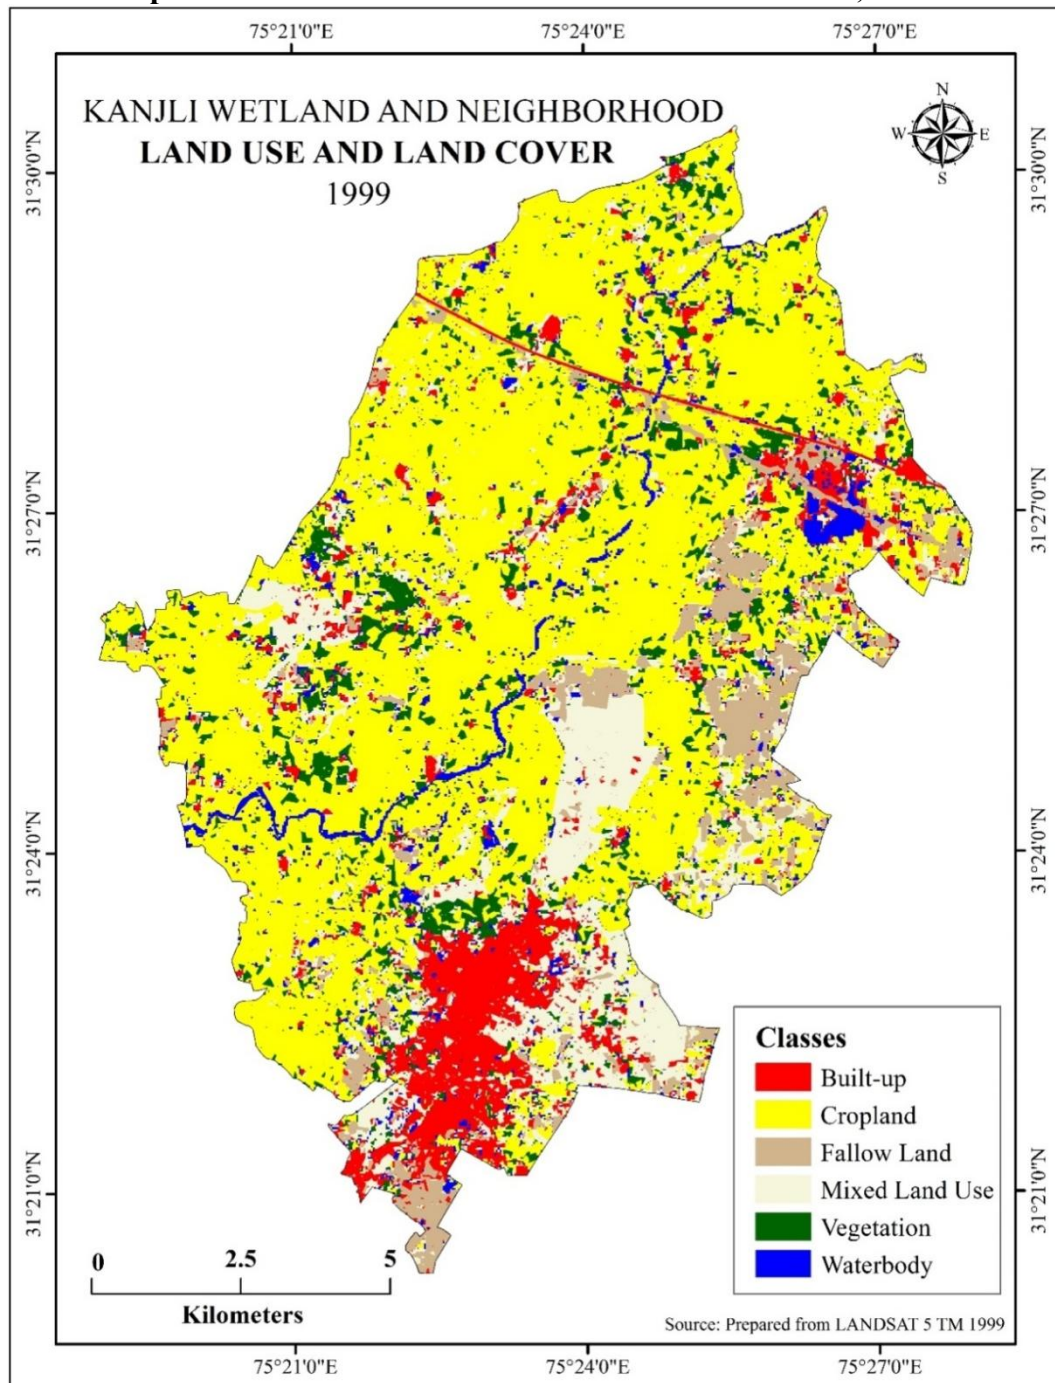 75°21'0"E 75°24'0"E 75°27'0"E
KANJLI WETLAND AND NEIGHBORHOOD
LAND USE AND LAND COVER
1999
N
W E
S
31°30'0"N 31°30'0"N
31°27'0"N 31°27'0"N
31°24'0"N 31°24'0"N
31°21'0"N 31°21'0"N
Classes
Built-up
Cropland
Fallow Land
Mixed Land Use
Vegetation
Waterbody
0 2.5 5
Kilometers
Source: Prepared from LANDSAT 5 TM 1999
75°21'0"E 75°24'0"E 75°27'0"E